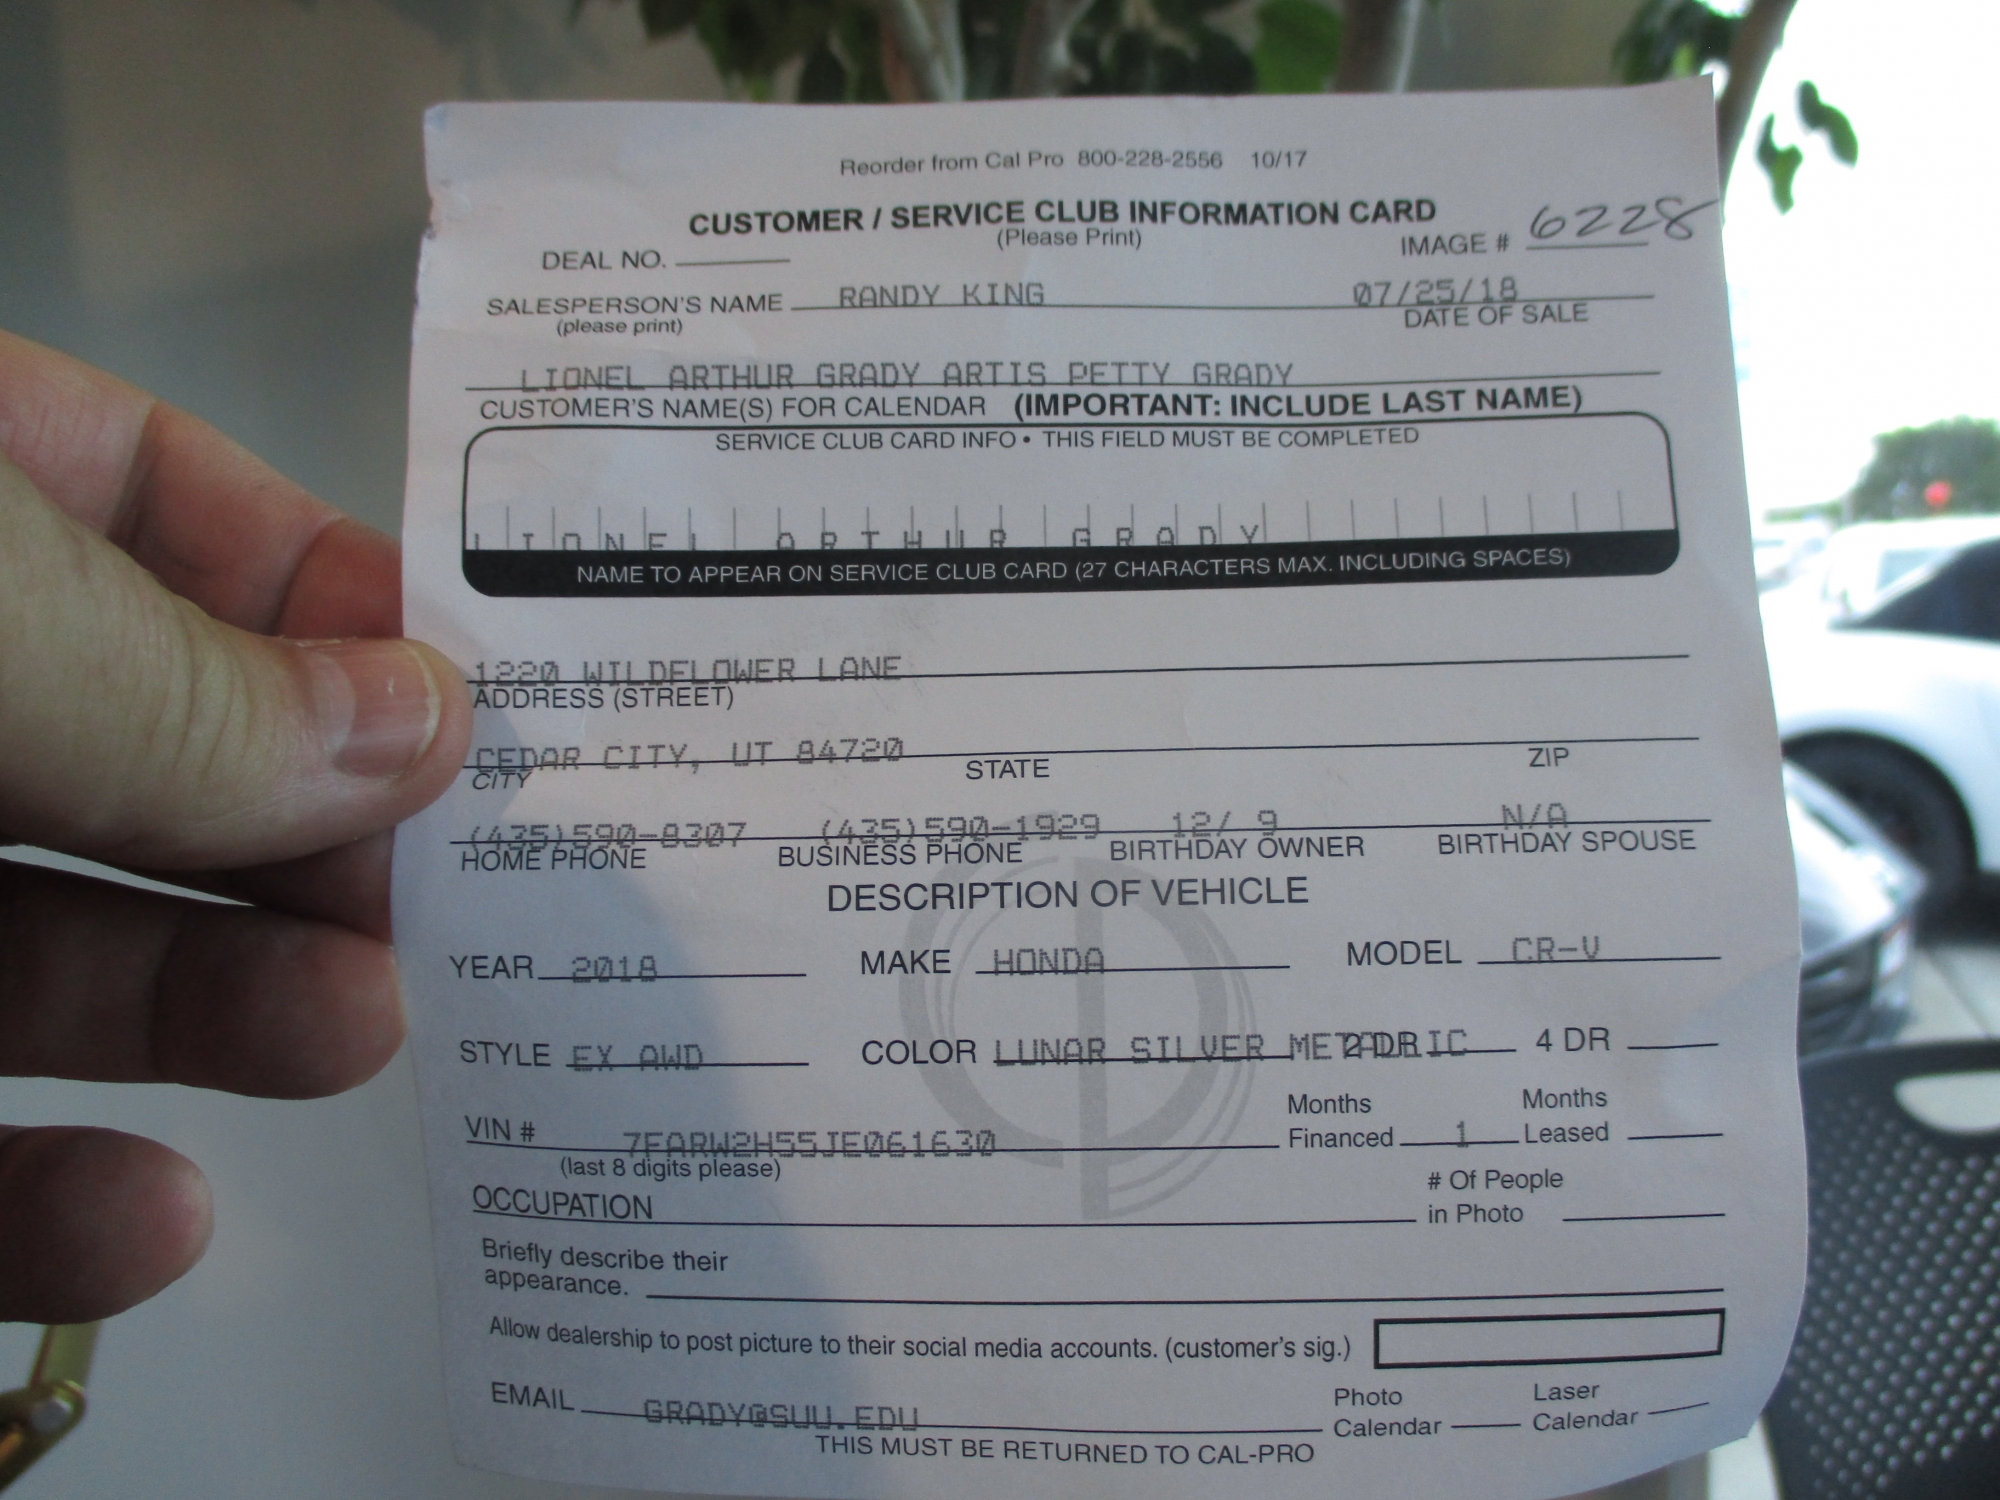 Reorder from Cal Pro 800-228-2556 10/17
CUSTOMER / SERVICE CLUB INFORMATION CARD
(Please Print)
DEAL NO. IMAGE # 6228
SALESPERSON'S NAME RANDY KING 07/25/18
(please print) DATE OF SALE
LIONEL ARTHUR GRADY ARTIS PETTY GRADY
CUSTOMER'S NAME(S) FOR CALENDAR (IMPORTANT: INCLUDE LAST NAME)
SERVICE CLUB CARD INFO • THIS FIELD MUST BE COMPLETED
LIONEL ARTHUR GRADY
NAME TO APPEAR ON SERVICE CLUB CARD (27 CHARACTERS MAX. INCLUDING SPACES)
1220 WILDFLOWER LANE
ADDRESS (STREET)
CEDAR CITY, UT 84720
CITY STATE ZIP
(435)590-8307 (435)590-1929 12/ 9 N/A
HOME PHONE BUSINESS PHONE BIRTHDAY OWNER BIRTHDAY SPOUSE
DESCRIPTION OF VEHICLE
YEAR 2018 MAKE HONDA MODEL CR-V
STYLE EX AWD COLOR LUNAR SILVER METALLIC 2 DR 4 DR
Months Months
VIN # 7FARW2H55JE061630 Financed 1 Leased
(last 8 digits please)
# Of People
OCCUPATION in Photo
Briefly describe their
appearance.
Allow dealership to post picture to their social media accounts. (customer's sig.)
Photo Laser
EMAIL GRADY@SUU.EDU Calendar Calendar
THIS MUST BE RETURNED TO CAL-PRO